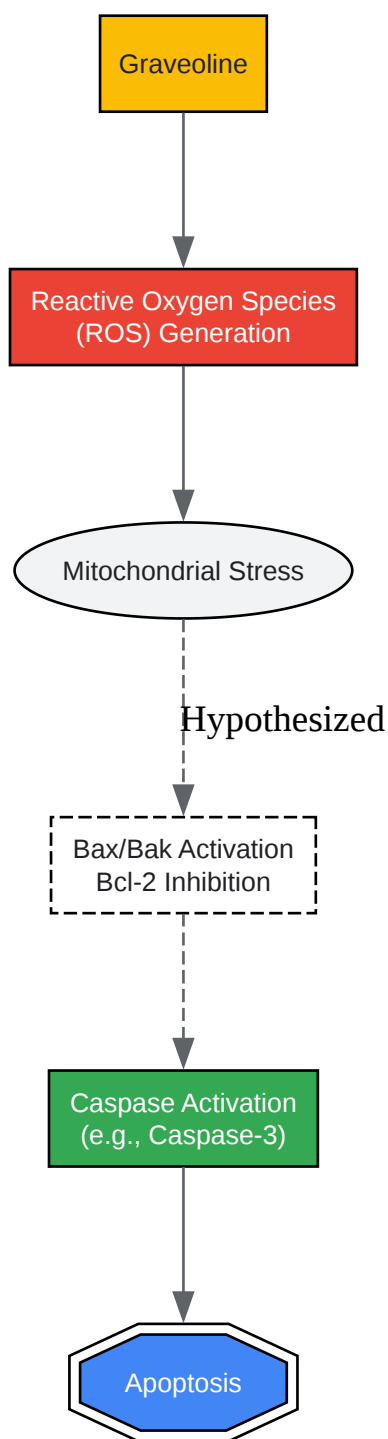 Graveoline
Reactive Oxygen Species
(ROS) Generation
Mitochondrial Stress
Hypothesized
Bax/Bak Activation
Bcl-2 Inhibition
Caspase Activation
(e.g., Caspase-3)
Apoptosis